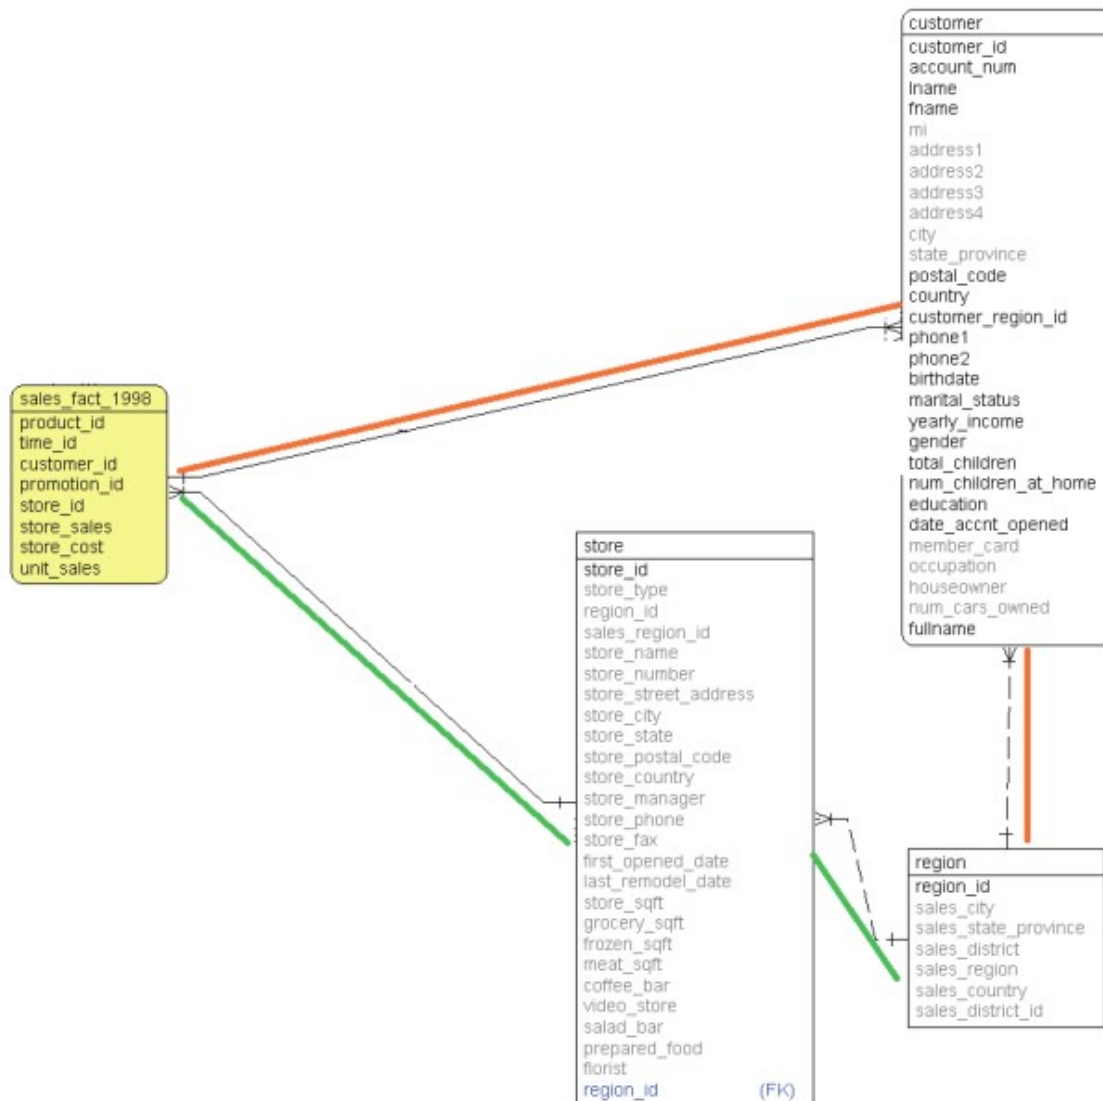 customer
customer_id
account_num
lname
fname
mi
address1
address2
address3
address4
city
state_province
postal_code
country
customer_region_id
phone1
phone2
birthdate
marital_status
yearly_income
gender
total_children
num_children_at_home
education
date_accnt_opened
member_card
occupation
houseowner
num_cars_owned
fullname
sales_fact_1998
product_id
time_id
customer_id
promotion_id
store_id
store_sales
store_cost
unit_sales
store
store_id
store_type
region_id
sales_region_id
store_name
store_number
store_street_address
store_city
store_state
store_postal_code
store_country
store_manager
store_phone
store_fax
first_opened_date
last_remodel_date
store_sqft
grocery_sqft
frozen_sqft
meat_sqft
coffee_bar
video_store
salad_bar
prepared_food
florist
region_id (FK)
region
region_id
sales_city
sales_state_province
sales_district
sales_region
sales_country
sales_district_id